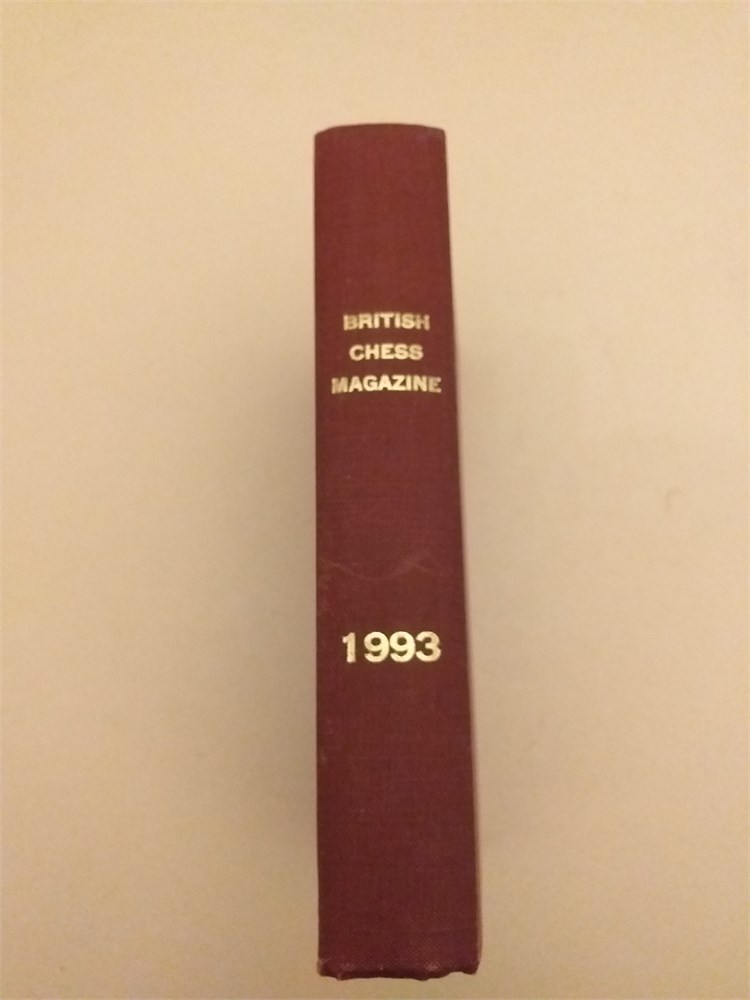 BRITISH
CHESS
MAGAZINE
1993